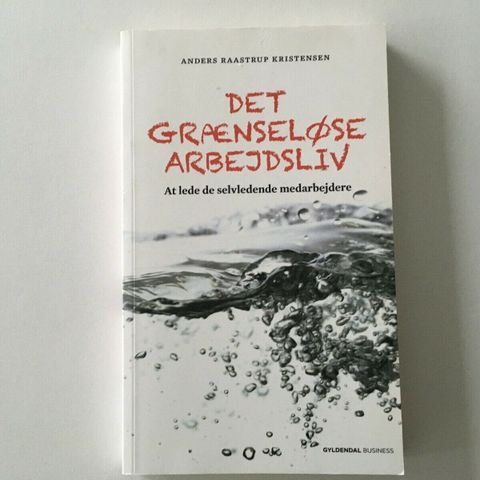 ANDERS RAASTRUP KRISTENSEN
DET
GRÆNSELØSE
ARBEJDSLIV
At lede de selvledende medarbejdere
GYLDENDAL BUSINESS